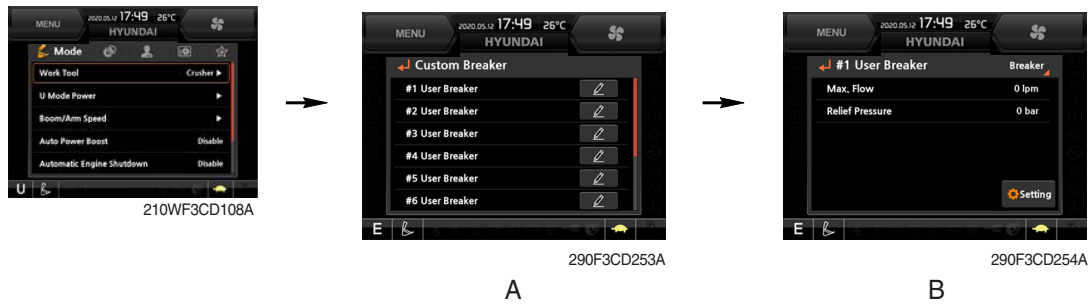 MENU
2020.05.12 17:49 26°C
HYUNDAI
Mode
Work Tool Crusher ▶
U Mode Power ▶
Boom/Arm Speed ▶
Auto Power Boost Disable
Automatic Engine Shutdown Disable
U
210WF3CD108A
MENU
2020.05.12 17:49 26°C
HYUNDAI
Custom Breaker
#1 User Breaker
#2 User Breaker
#3 User Breaker
#4 User Breaker
#5 User Breaker
#6 User Breaker
E
290F3CD253A
A
MENU
2020.05.12 17:49 26°C
HYUNDAI
#1 User Breaker Breaker
Max. Flow 0 lpm
Relief Pressure 0 bar
Setting
E
290F3CD254A
B